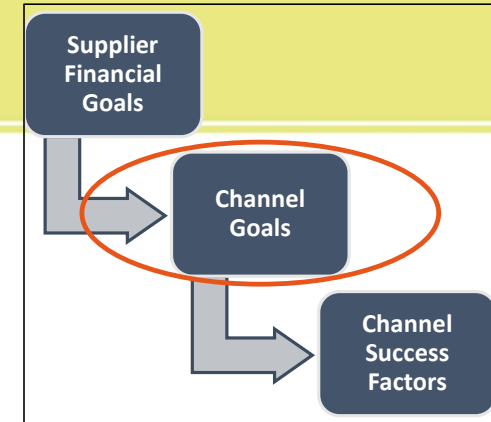 Supplier
Financial
Goals
Channel
Goals
Channel
Success
Factors